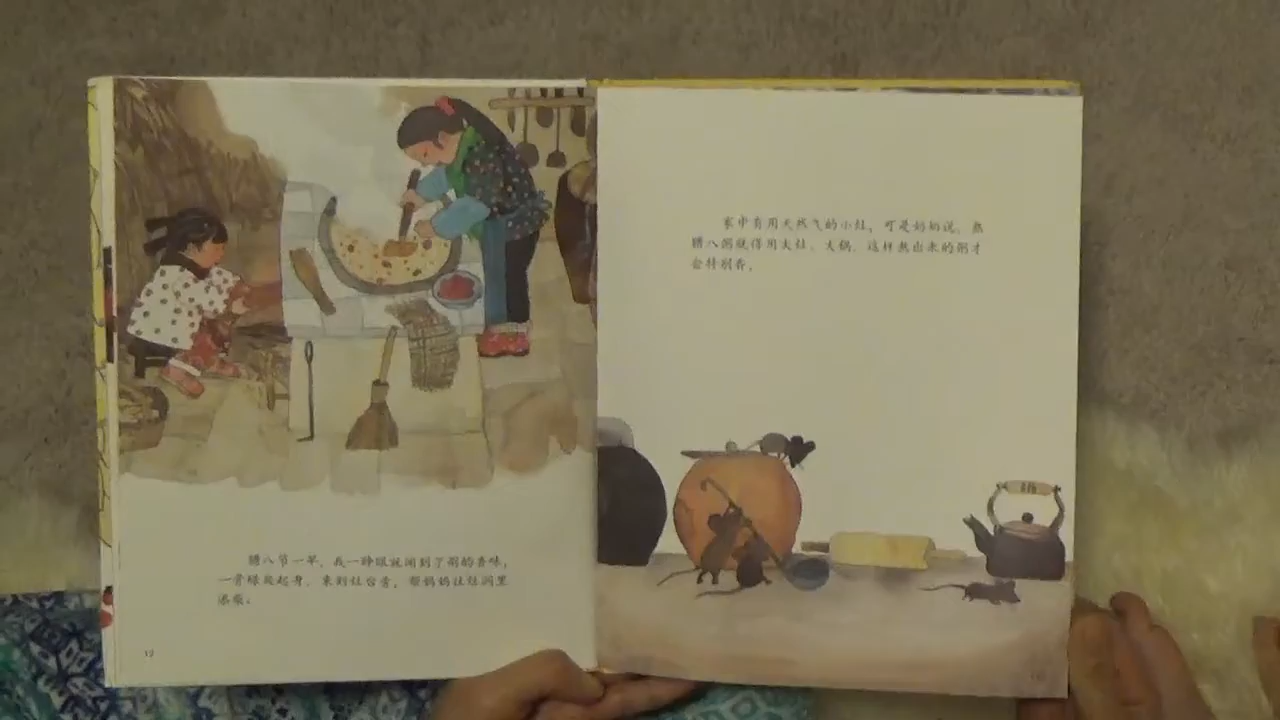 腊八节一早，我一睁眼就闻到了粥的香味，
一骨碌爬起身，来到灶台旁，帮妈妈往灶洞里
添柴。
12
家中有用天然气的小灶，可是奶奶说，熬
腊八粥就得用大灶、大锅，这样熬出来的粥才
会特别香。